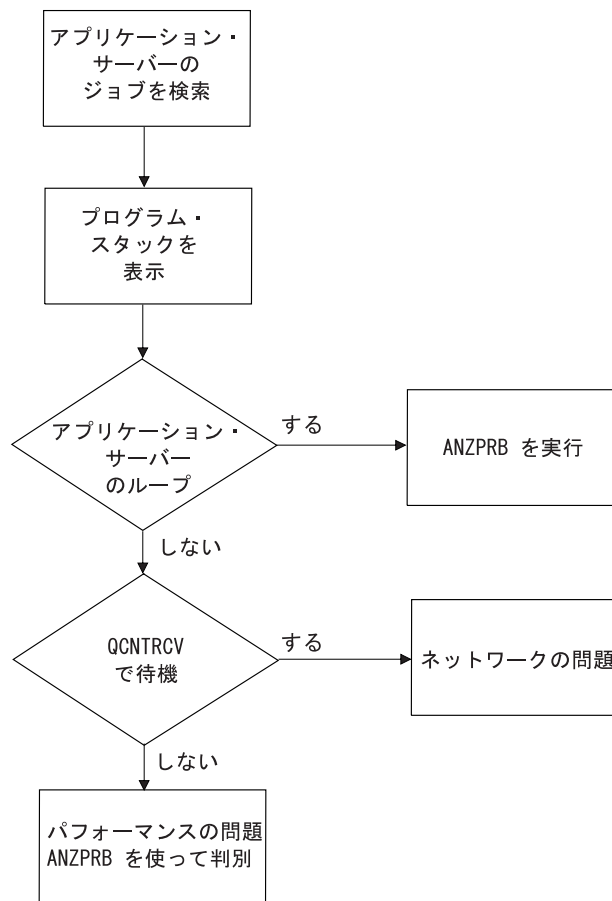 アプリケーション・
サーバーの
ジョブを検索
プログラム・
スタックを
表示
アプリケーション・
サーバー
のループ
する
ANZPRB を実行
しない
QCNTRCV
で待機
する
ネットワークの問題
しない
パフォーマンスの問題
ANZPRB を使って判別